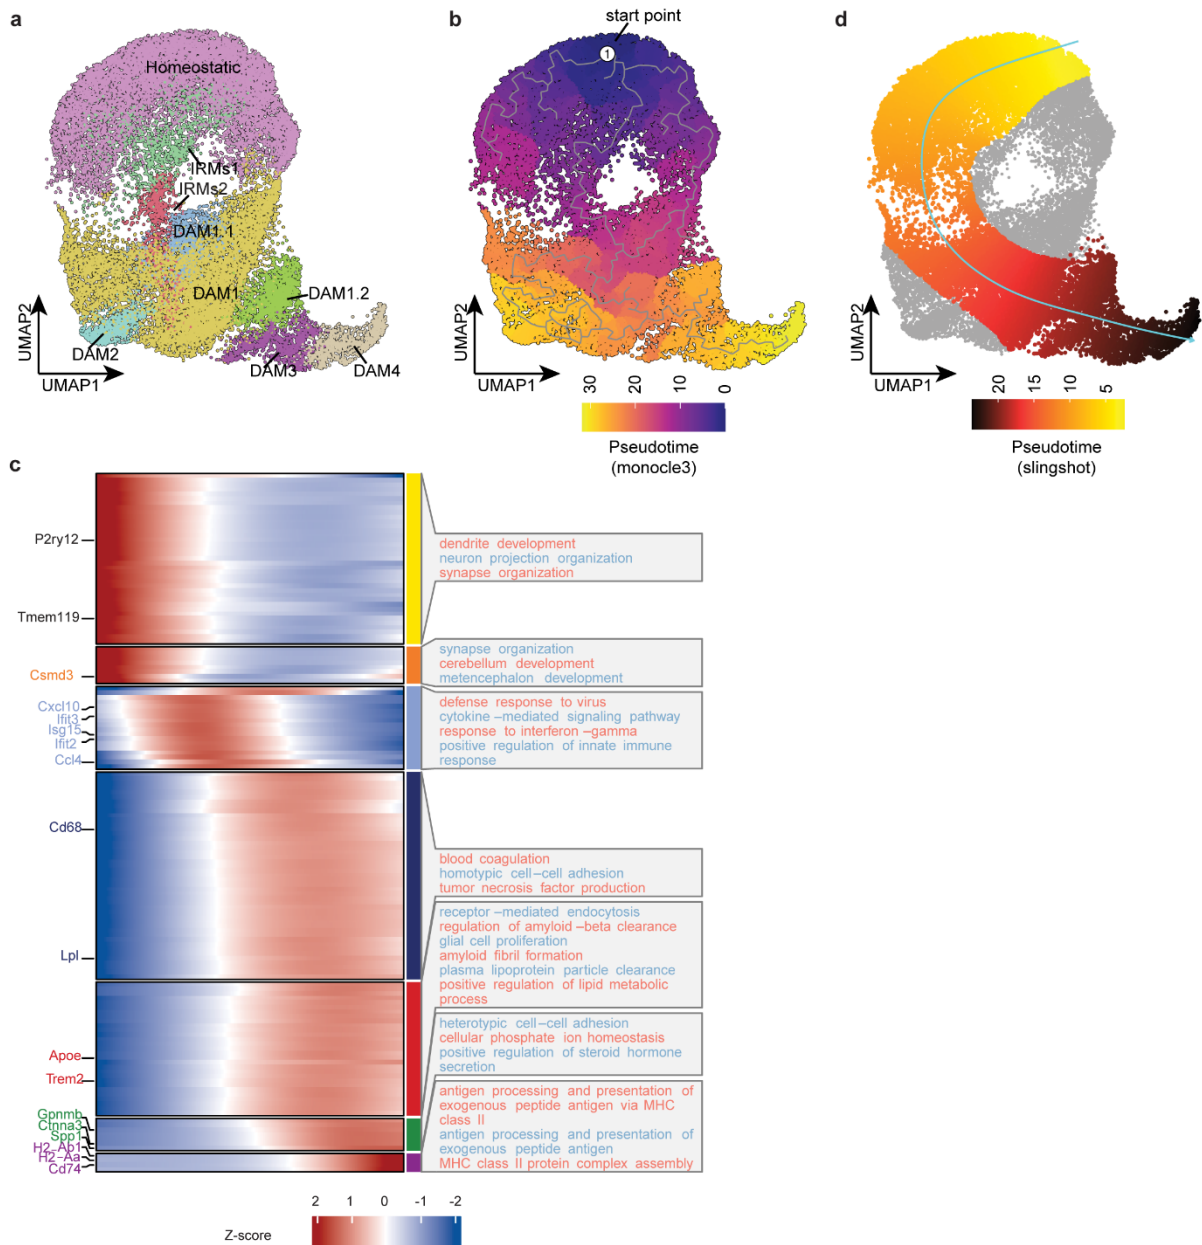 a
Homeostatic
IRMs1
IRMs2
DAM1.1
DAM1
DAM1.2
DAM2
DAM3
DAM4
UMAP2
UMAP1
b
start point
1
UMAP2
UMAP1
30
20
10
0
Pseudotime
(monocle3)
d
UMAP2
UMAP1
20
15
10
5
Pseudotime
(slingshot)
c
P2ry12
Tmem119
Csmd3
Cxcl10
Ifit3
Isg15
Ifit2
Ccl4
Cd68
Lpl
Apoe
Trem2
Gpnmb
Ctnna3
Spp1
H2-Ab1
H2-Aa
Cd74
dendrite development
neuron projection organization
synapse organization
synapse organization
cerebellum development
metencephalon development
defense response to virus
cytokine-mediated signaling pathway
response to interferon-gamma
positive regulation of innate immune
response
blood coagulation
homotypic cell-cell adhesion
tumor necrosis factor production
receptor-mediated endocytosis
regulation of amyloid-beta clearance
glial cell proliferation
amyloid fibril formation
plasma lipoprotein particle clearance
positive regulation of lipid metabolic
process
heterotypic cell-cell adhesion
cellular phosphate ion homeostasis
positive regulation of steroid hormone
secretion
antigen processing and presentation of
exogenous peptide antigen via MHC
class II
antigen processing and presentation of
exogenous peptide antigen
MHC class II protein complex assembly
2
1
0
-1
-2
Z-score